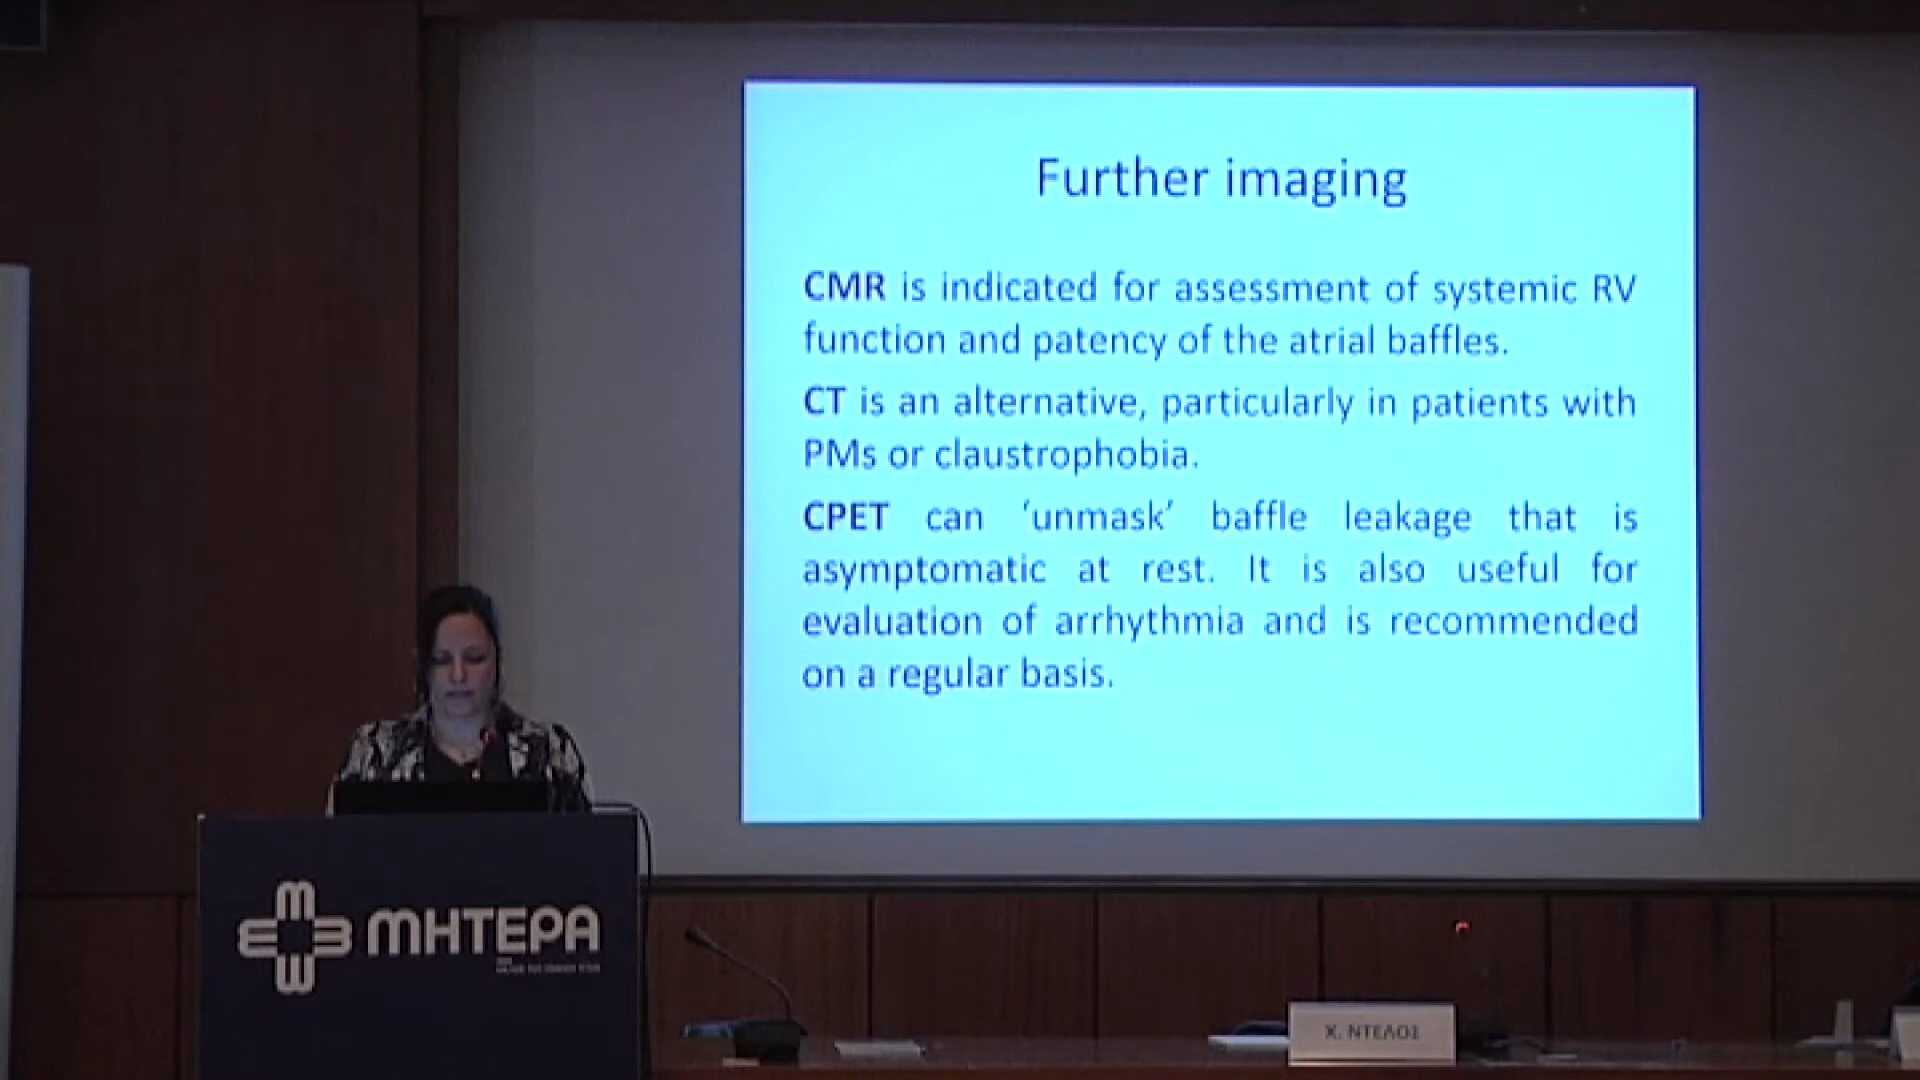 Further imaging
CMR is indicated for assessment of systemic RV
function and patency of the atrial baffles.
CT is an alternative, particularly in patients with
PMs or claustrophobia.
CPET can ‘unmask’ baffle leakage that is
asymptomatic at rest. It is also useful for
evaluation of arrhythmia and is recommended
on a regular basis.
ΜΗΤΕΡΑ
Χ. ΝΤΕΛΟΣ